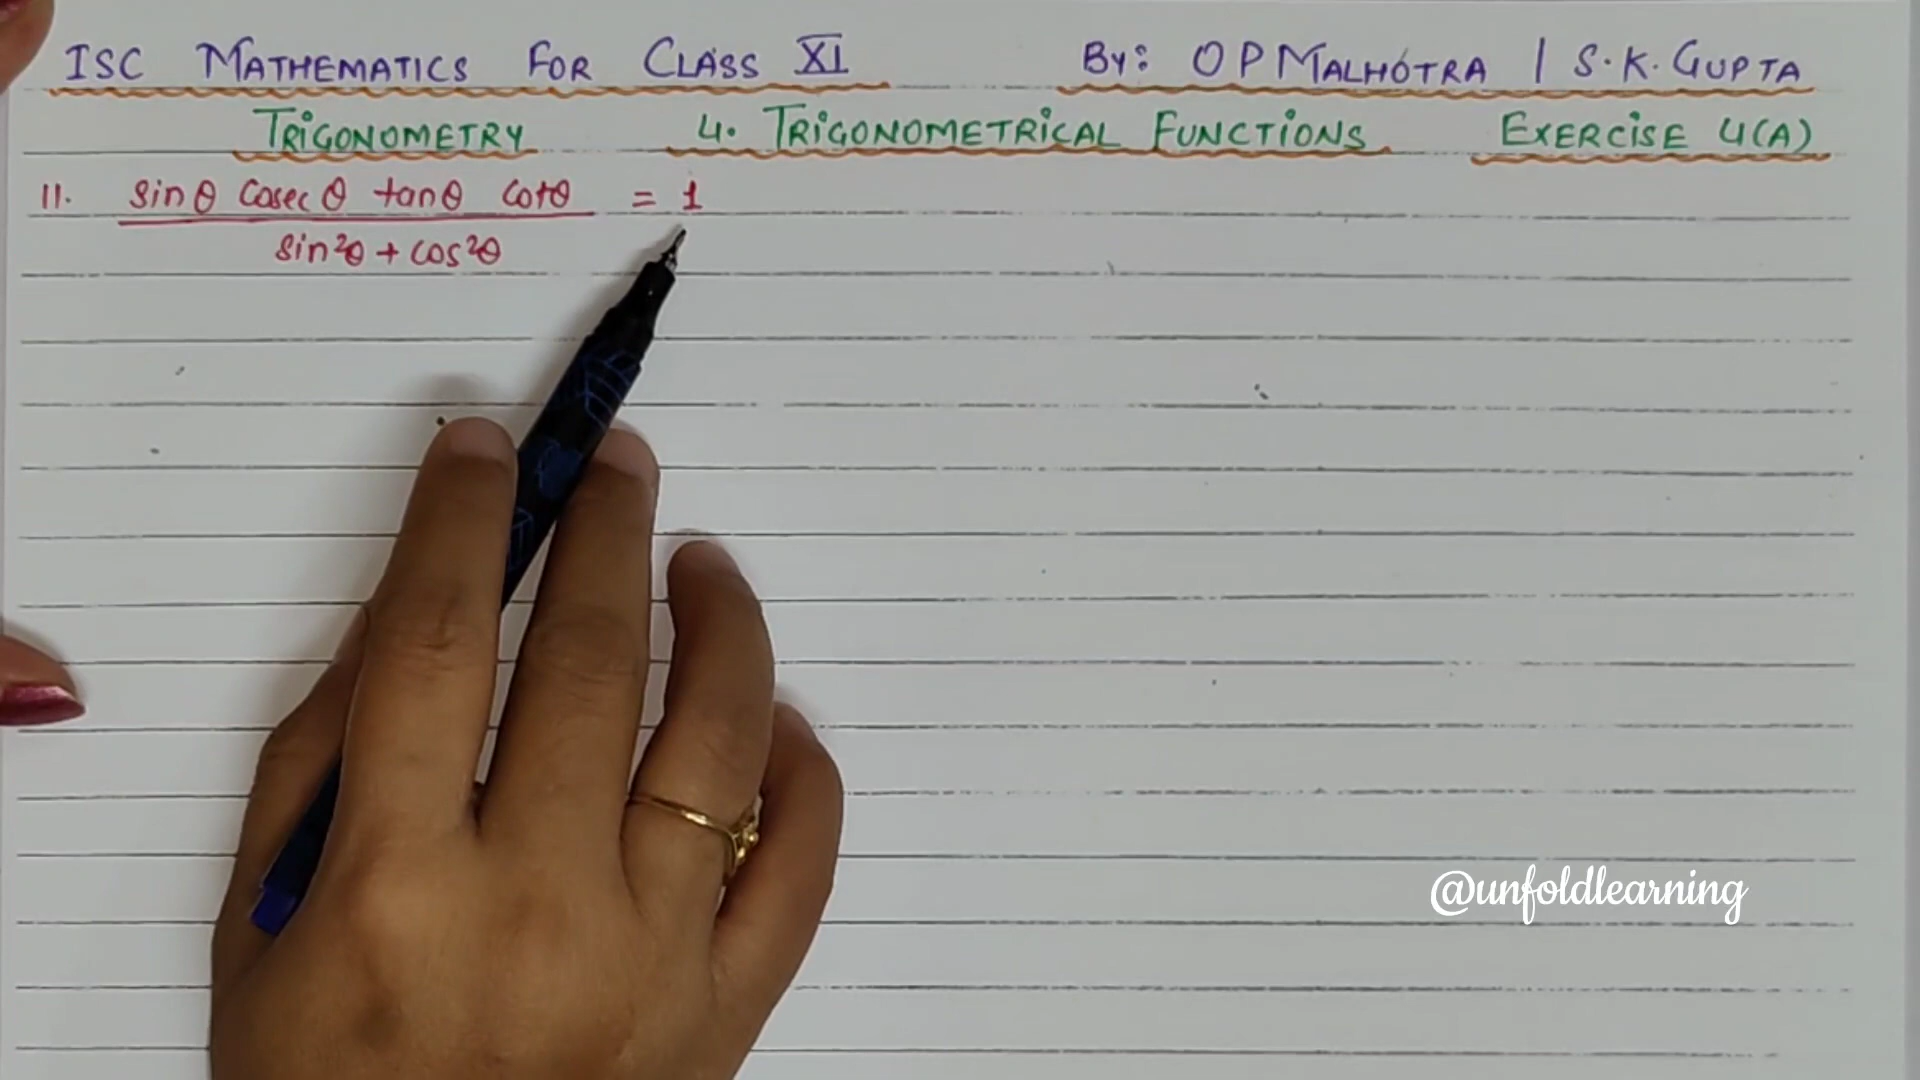 ISC MATHEMATICS FOR CLASS XI By: OP MALHOTRA | S.K. GUPTA
TRIGONOMETRY 4. TRIGONOMETRICAL FUNCTIONS EXERCISE 4(A)
11. sinθ cosecθ tanθ cotθ = 1
sin²θ + cos²θ
@unfoldlearning